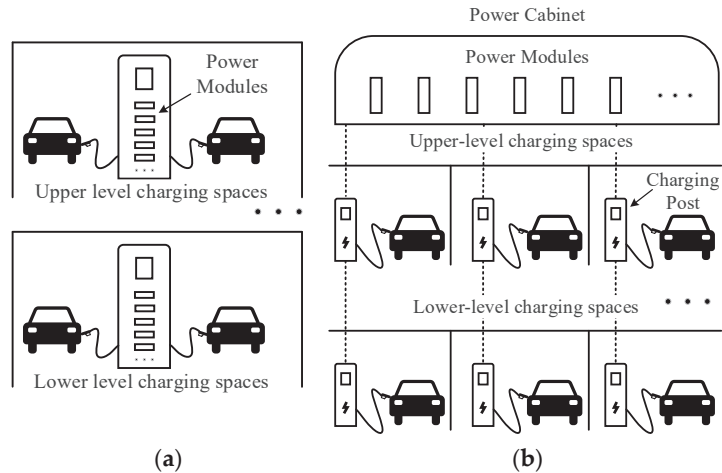 Power
Modules
Upper level charging spaces
. . .
Lower level charging spaces
(a)
Power Cabinet
Power Modules
. . .
Upper-level charging spaces
Charging
Post
Lower-level charging spaces
. . .
(b)